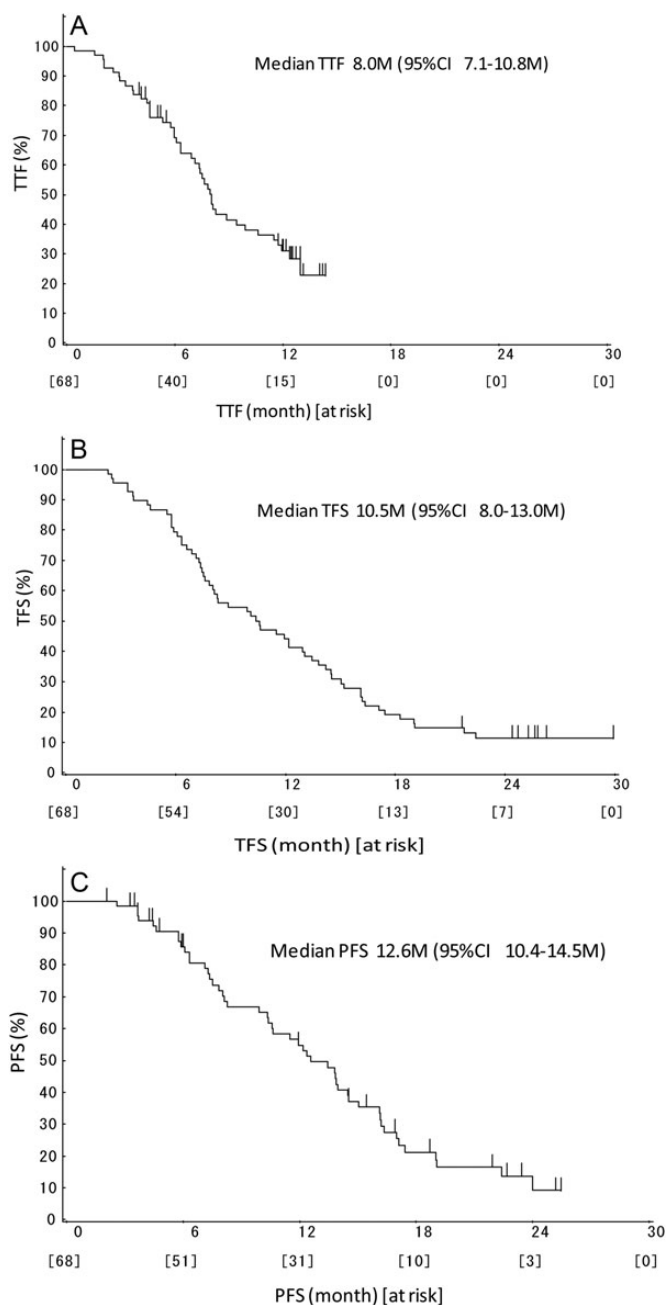 A
Median TTF 8.0M (95%CI 7.1-10.8M)
TTF (%)
100
90
80
70
60
50
40
30
20
10
0
0 6 12 18 24 30
[68] [40] [15] [0] [0] [0]
TTF (month) [at risk]
B
Median TFS 10.5M (95%CI 8.0-13.0M)
TFS (%)
100
90
80
70
60
50
40
30
20
10
0
0 6 12 18 24 30
[68] [54] [30] [13] [7] [0]
TFS (month) [at risk]
C
Median PFS 12.6M (95%CI 10.4-14.5M)
PFS (%)
100
90
80
70
60
50
40
30
20
10
0
0 6 12 18 24 30
[68] [51] [31] [10] [3] [0]
PFS (month) [at risk]